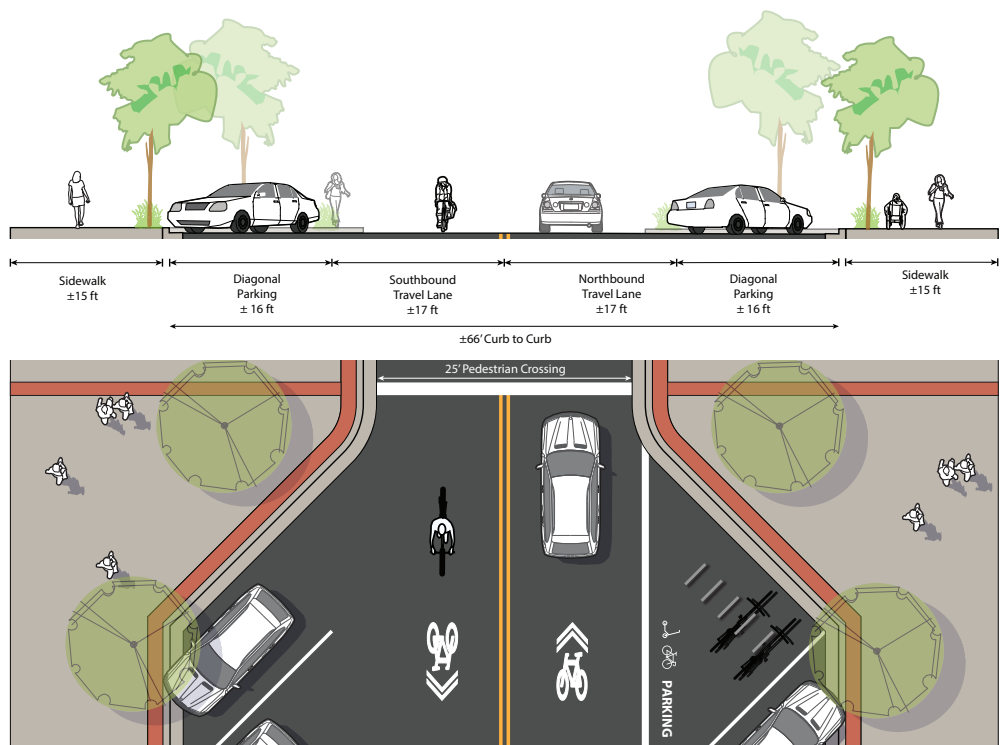 Sidewalk
±15 ft
Diagonal
Parking
± 16 ft
Southbound
Travel Lane
±17 ft
Northbound
Travel Lane
±17 ft
Diagonal
Parking
± 16 ft
Sidewalk
±15 ft
±66’ Curb to Curb
25’ Pedestrian Crossing
PARKING